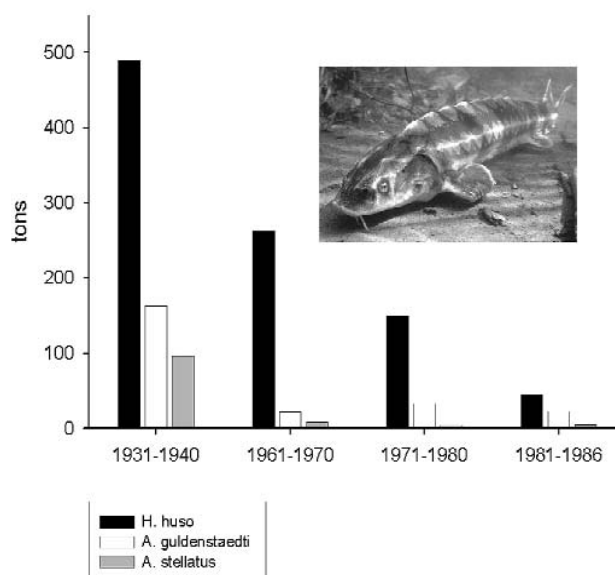 500
400
300
200
100
0
tons
1931-1940
1961-1970
1971-1980
1981-1986
H. huso
A. guldenstaedti
A. stellatus